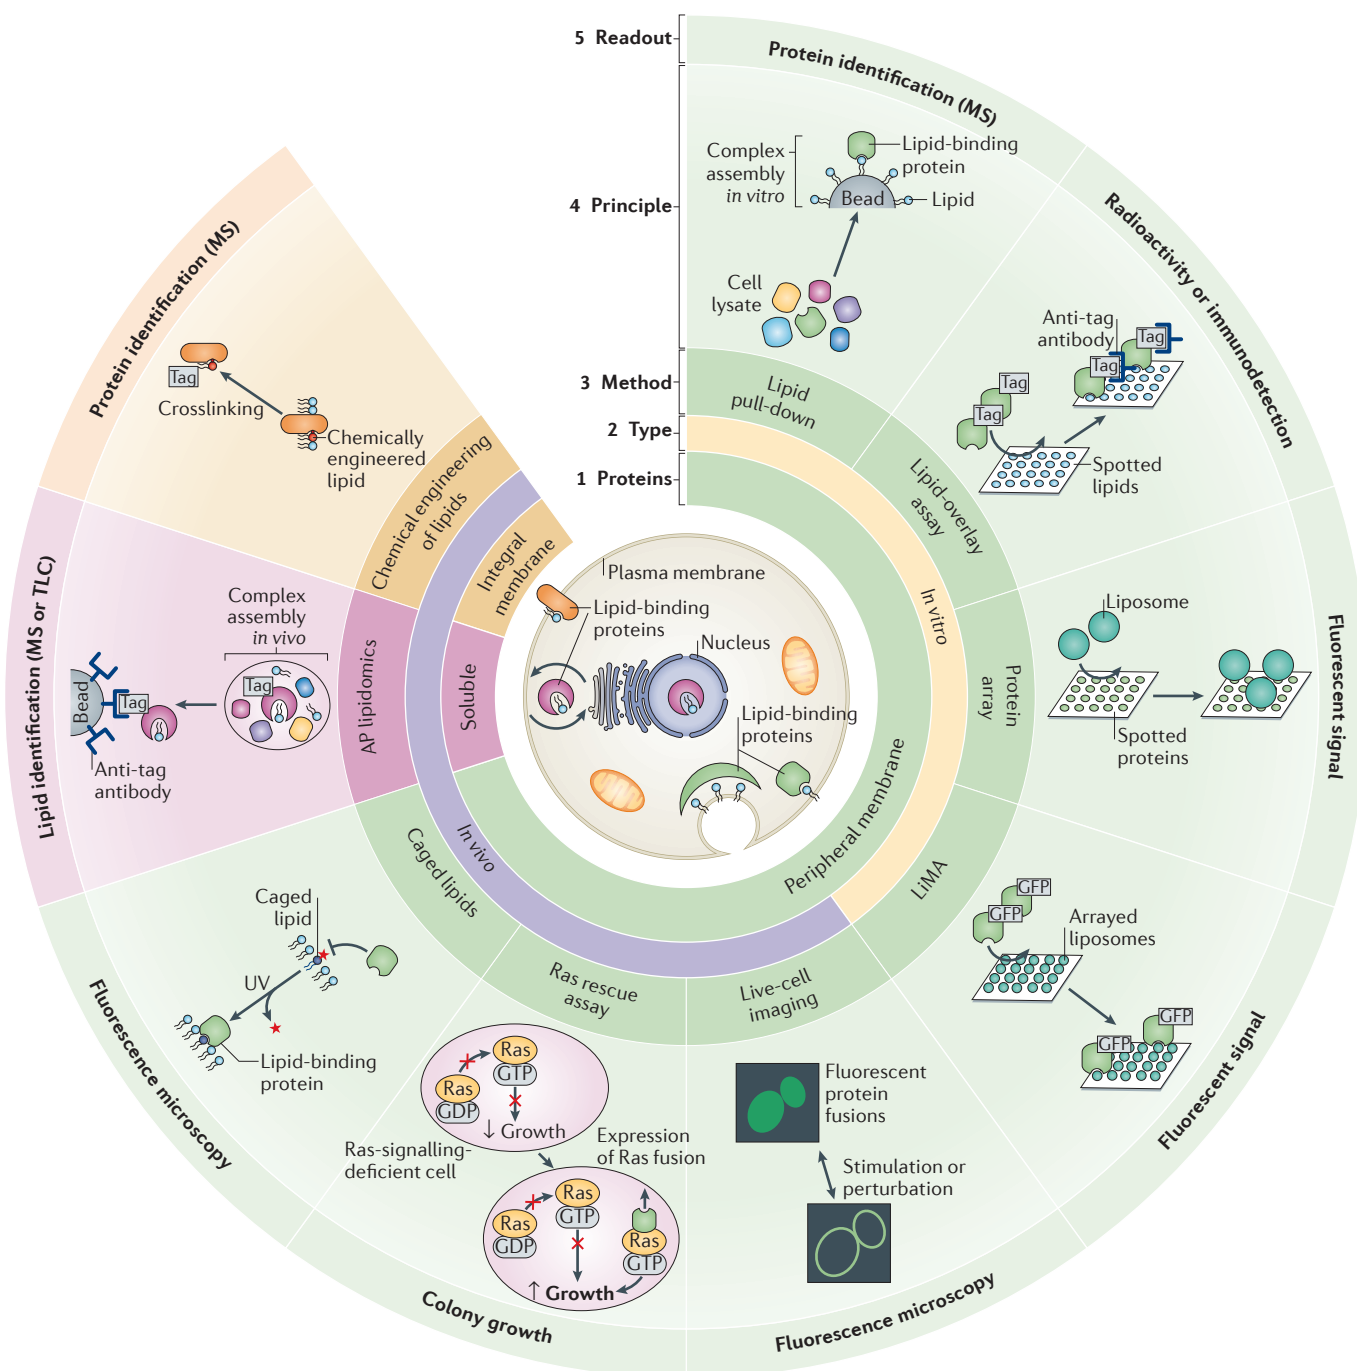 5 Readout
4 Principle
3 Method
2 Type
1 Proteins
Protein identification (MS)
Complex
assembly
in vitro
Lipid-binding
protein
Bead
Lipid
Cell
lysate
Lipid
pull-down
Radioactivity or immunodetection
Anti-tag
antibody
Tag
Tag
Tag
Tag
Spotted
lipids
Lipid-overlay
assay
In vitro
Fluorescent signal
Liposome
Spotted
proteins
Protein
array
Fluorescent signal
GFP
GFP
Arrayed
liposomes
GFP
GFP
LiMA
Peripheral membrane
Fluorescence microscopy
Fluorescent
protein
fusions
Stimulation or
perturbation
Live-cell
imaging
Colony growth
Ras rescue
assay
Ras
GTP
Ras
GDP
↓ Growth
Ras-signalling-
deficient cell
Expression
of Ras fusion
Ras
GTP
Ras
GDP
Ras
GTP
↑ Growth
Fluorescence microscopy
Caged
lipid
UV
Lipid-binding
protein
Caged lipids
In vivo
Lipid identification (MS or TLC)
Complex
assembly
in vivo
Tag
Tag
Bead
Anti-tag
antibody
AP lipidomics
Soluble
Protein identification (MS)
Tag
Crosslinking
Chemically
engineered
lipid
Chemical engineering
of lipids
Integral
membrane
Plasma membrane
Lipid-binding
proteins
Nucleus
Lipid-binding
proteins